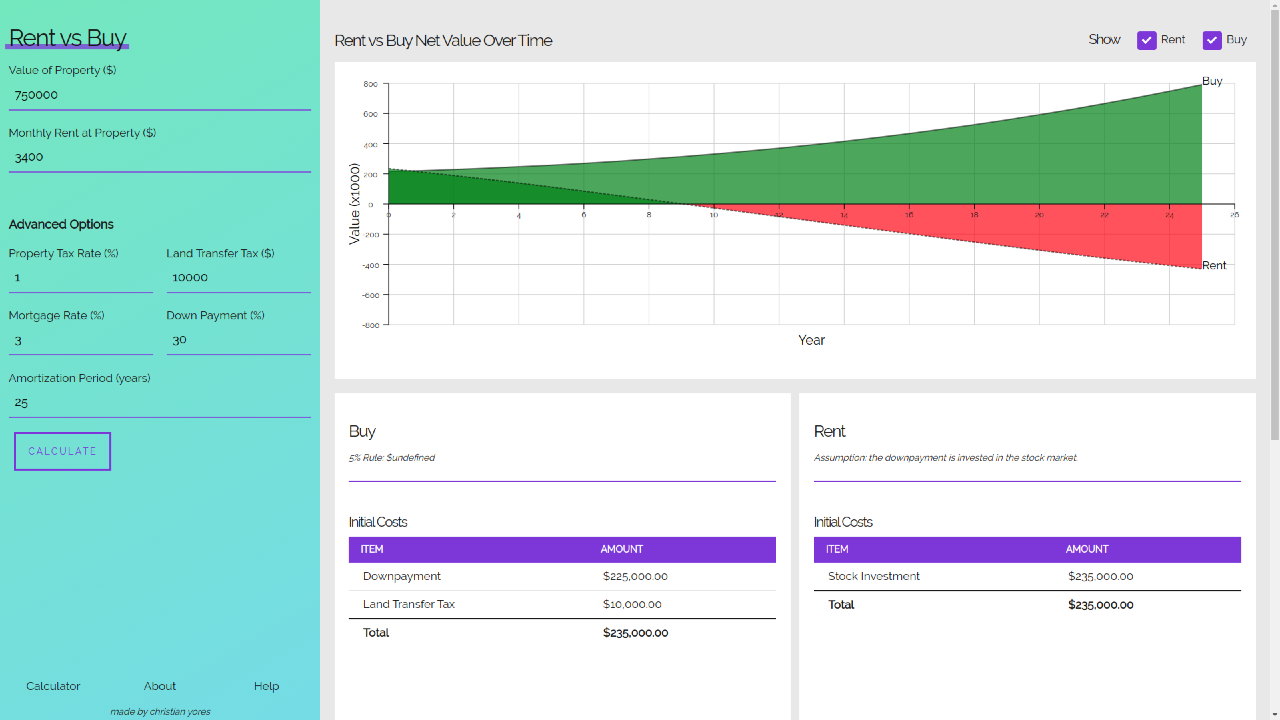 Rent vs Buy
Value of Property ($)
750000
Monthly Rent at Property ($)
3400
Advanced Options
Property Tax Rate (%) Land Transfer Tax ($)
1 10000
Mortgage Rate (%) Down Payment (%)
3 30
Amortization Period (years)
25
CALCULATE
Calculator About Help
made by christian yores
Rent vs Buy Net Value Over Time
Show Rent Buy
800
600
400
200
0
-200
-400
-600
-800
Value (x1000)
0 2 4 6 8 10 12 14 16 18 20 22 24 26
Year
Buy
Rent
Buy
5% Rule: $undefined
Initial Costs
ITEM AMOUNT
Downpayment $225,000.00
Land Transfer Tax $10,000.00
Total $235,000.00
Rent
Assumption: the downpayment is invested in the stock market
Initial Costs
ITEM AMOUNT
Stock Investment $235,000.00
Total $235,000.00